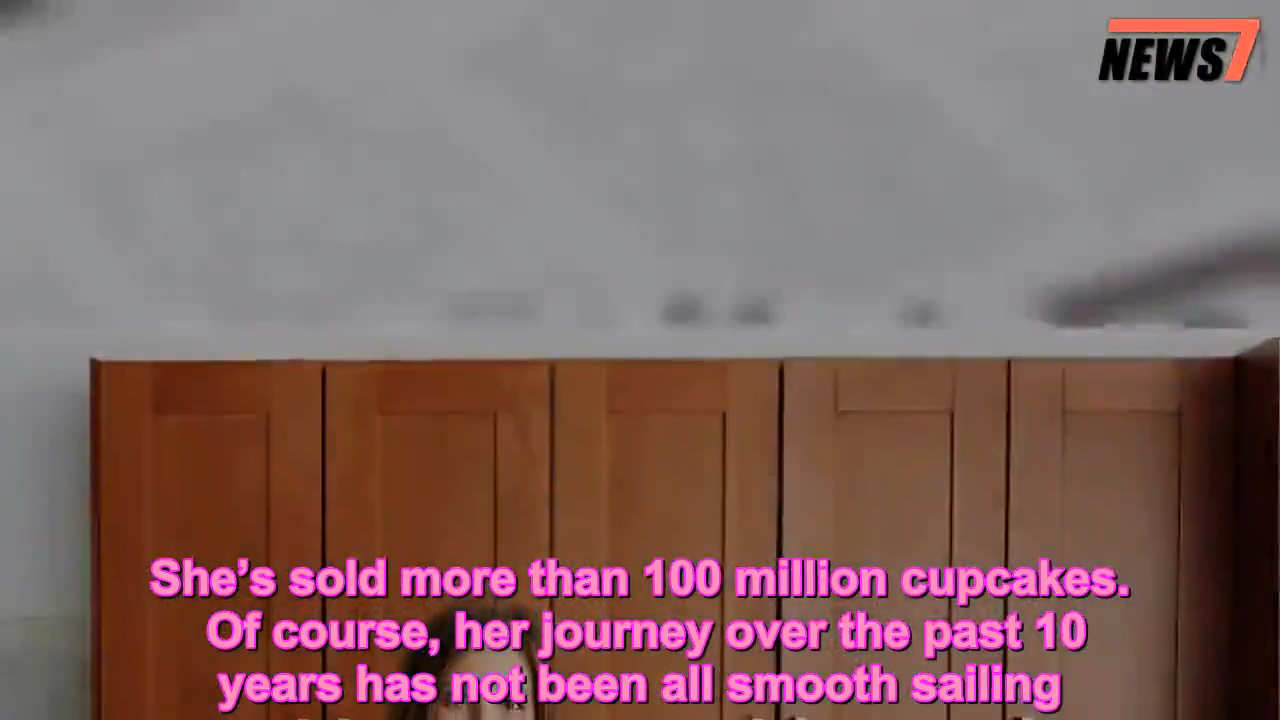 NEWS7
She's sold more than 100 million cupcakes.
Of course, her journey over the past 10
years has not been all smooth sailing